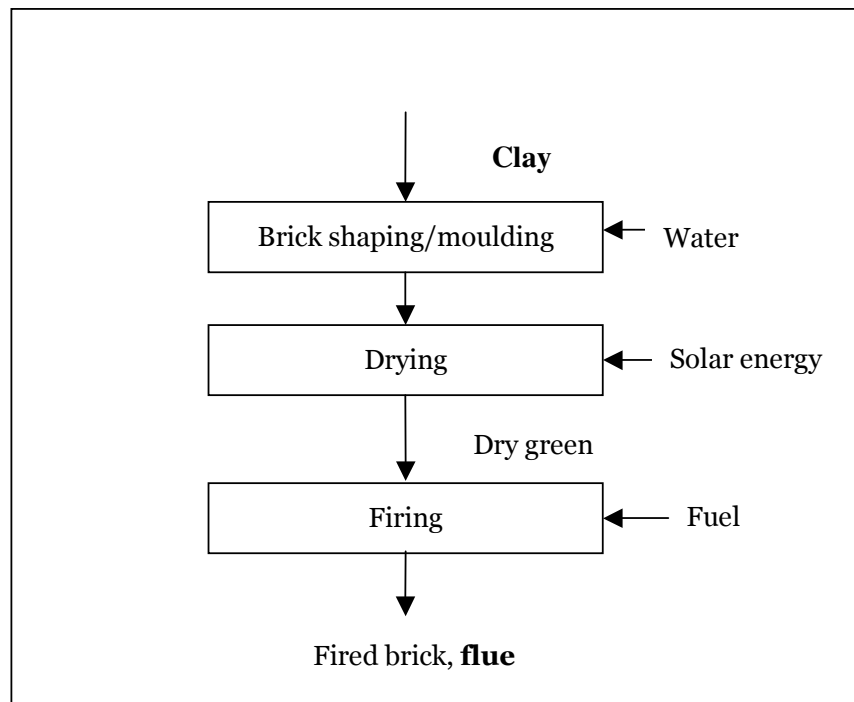 Clay
Brick shaping/moulding
Water
Drying
Solar energy
Dry green
Firing
Fuel
Fired brick, flue